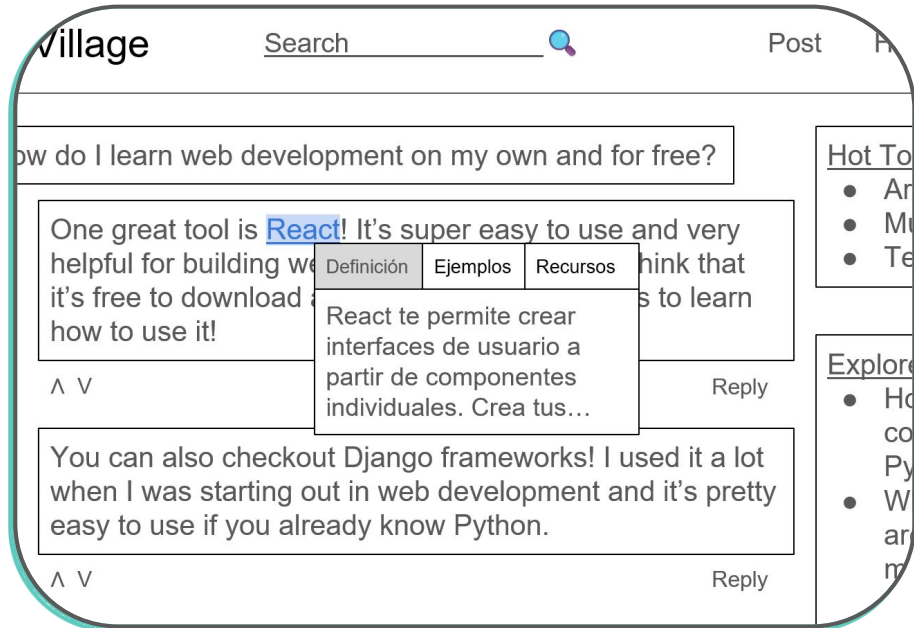 Village
Search
Post
ow do I learn web development on my own and for free?
One great tool is React! It’s super easy to use and very
helpful for building we
hink that
it’s free to download a
s to learn
how to use it!
Definición
Ejemplos
Recursos
React te permite crear
interfaces de usuario a
partir de componentes
individuales. Crea tus…
Λ V
Reply
You can also checkout Django frameworks! I used it a lot
when I was starting out in web development and it’s pretty
easy to use if you already know Python.
Λ V
Reply
Hot To
● Ar
● Mu
● Te
Explore
● Ho
co
Py
● W
are
m